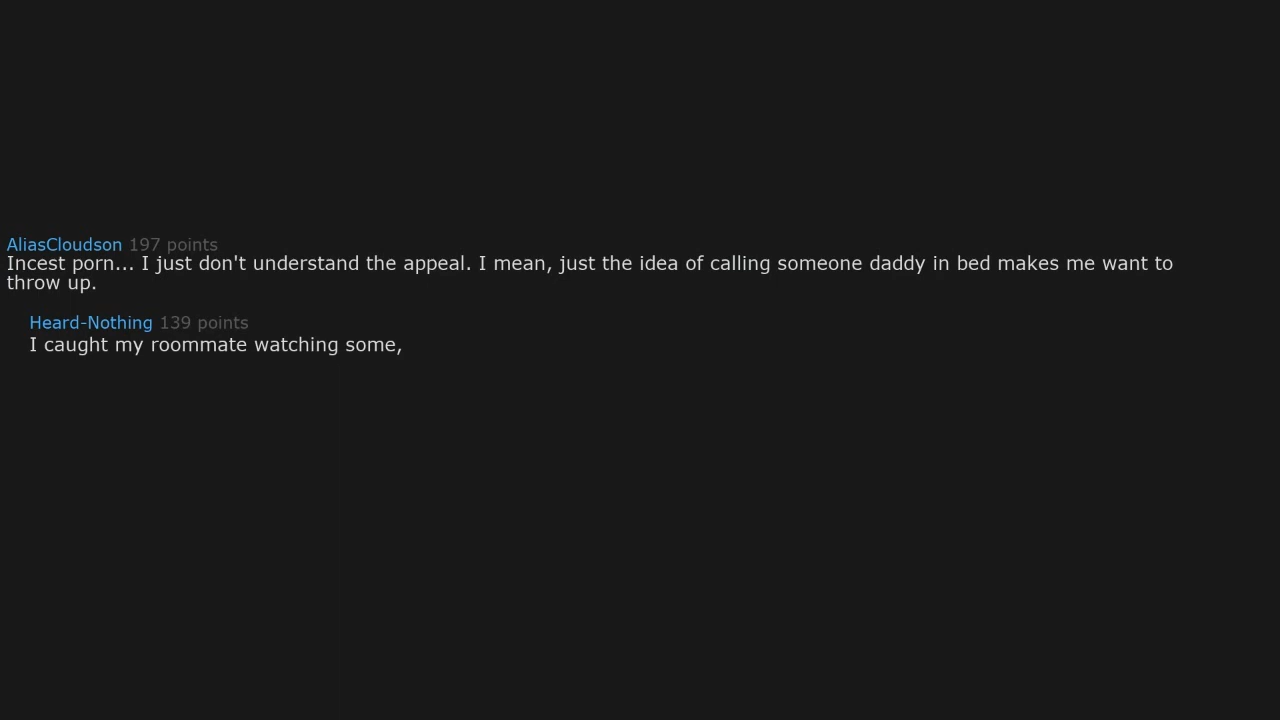 AliasCloudson 197 points
Incest porn... I just don't understand the appeal. I mean, just the idea of calling someone daddy in bed makes me want to
throw up.
Heard-Nothing 139 points
I caught my roommate watching some,